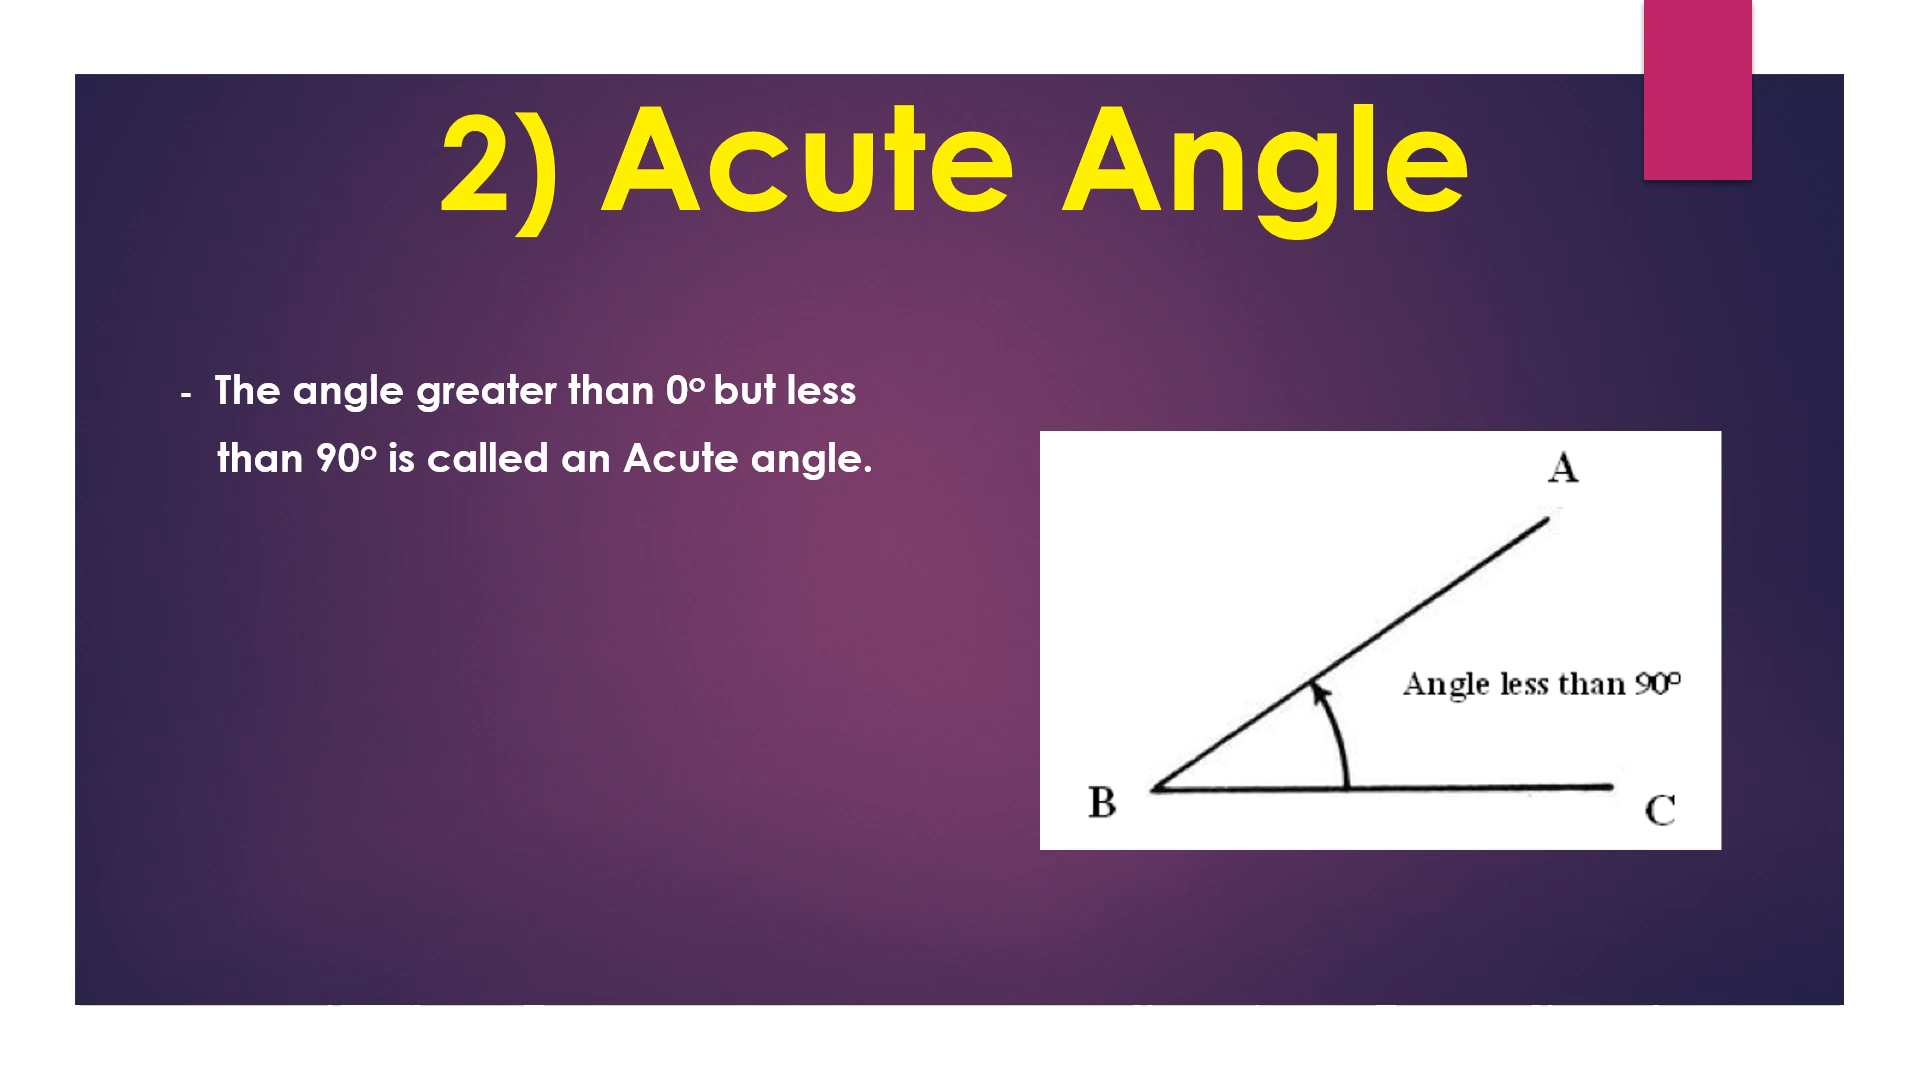 2) Acute Angle
- The angle greater than 0º but less
than 90º is called an Acute angle.
A
Angle less than 90º
B
C